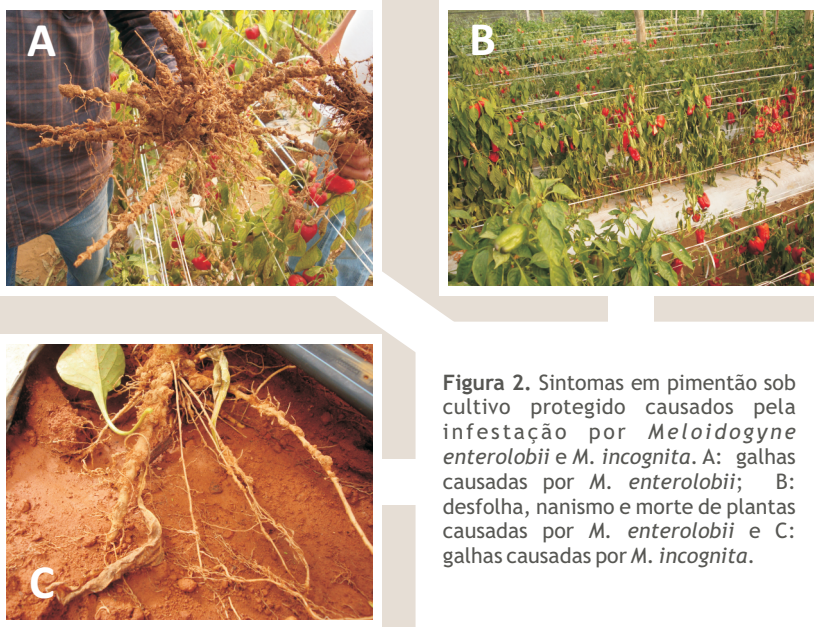 A
B
C
Figura 2. Sintomas em pimentão sob
cultivo protegido causados pela
infestação por Meloidogyne
enterolobii e M. incognita. A: galhas
causadas por M. enterolobii; B:
desfolha, nanismo e morte de plantas
causadas por M. enterolobii e C:
galhas causadas por M. incognita.